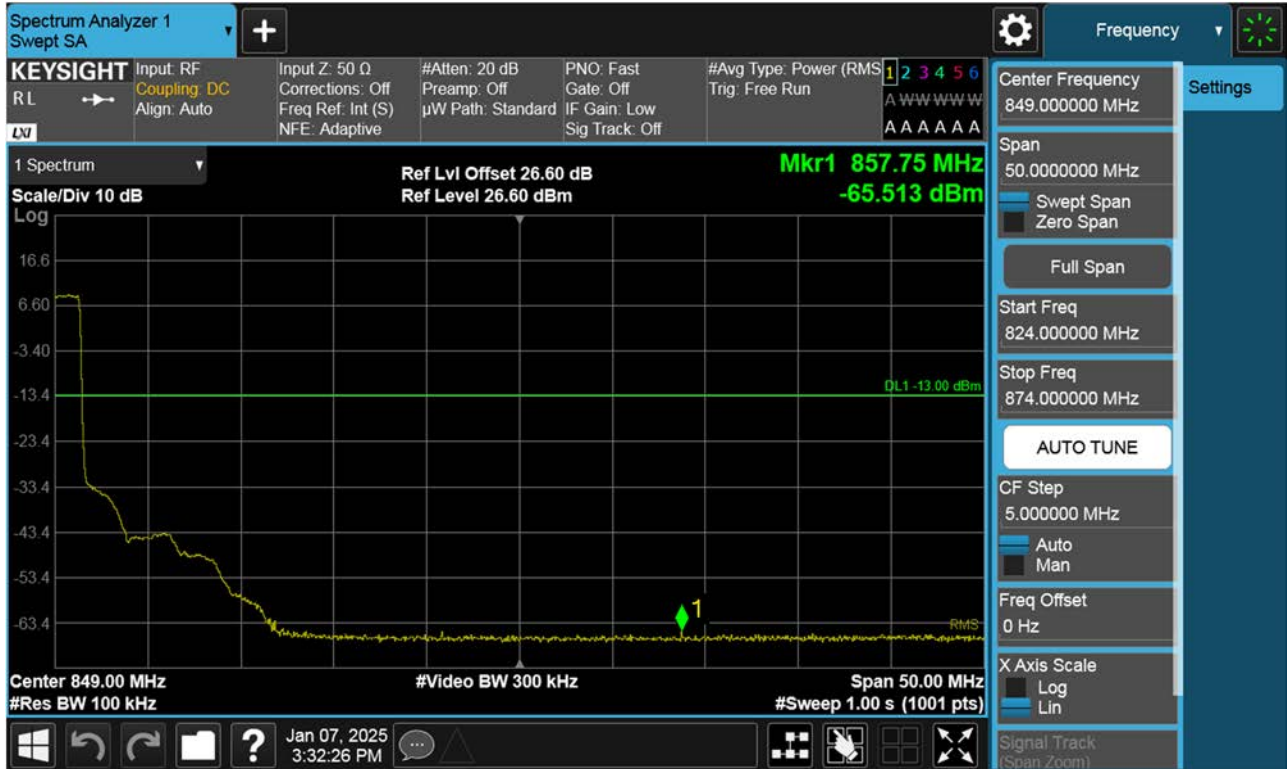 Spectrum Analyzer 1
Swept SA
Frequency
KEYSIGHT
R L
LXI
Input: RF
Coupling: DC
Align: Auto
Input Z: 50 Ω
Corrections: Off
Freq Ref: Int (S)
NFE: Adaptive
#Atten: 20 dB
Preamp: Off
µW Path: Standard
PNO: Fast
Gate: Off
IF Gain: Low
Sig Track: Off
#Avg Type: Power (RMS
Trig: Free Run
1 2 3 4 5 6
A W W W W W
A A A A A A
1 Spectrum
Scale/Div 10 dB
Log
Ref Lvl Offset 26.60 dB
Ref Level 26.60 dBm
Mkr1 857.75 MHz
-65.513 dBm
16.6
6.60
-3.40
-13.4
-23.4
-33.4
-43.4
-53.4
-63.4
DL1 -13.00 dBm
1
RMS
Center 849.00 MHz
#Res BW 100 kHz
#Video BW 300 kHz
Span 50.00 MHz
#Sweep 1.00 s (1001 pts)
Jan 07, 2025
3:32:26 PM
Center Frequency
849.000000 MHz
Settings
Span
50.0000000 MHz
Swept Span
Zero Span
Full Span
Start Freq
824.000000 MHz
Stop Freq
874.000000 MHz
AUTO TUNE
CF Step
5.000000 MHz
Auto
Man
Freq Offset
0 Hz
X Axis Scale
Log
Lin
Signal Track
(Span Zoom)